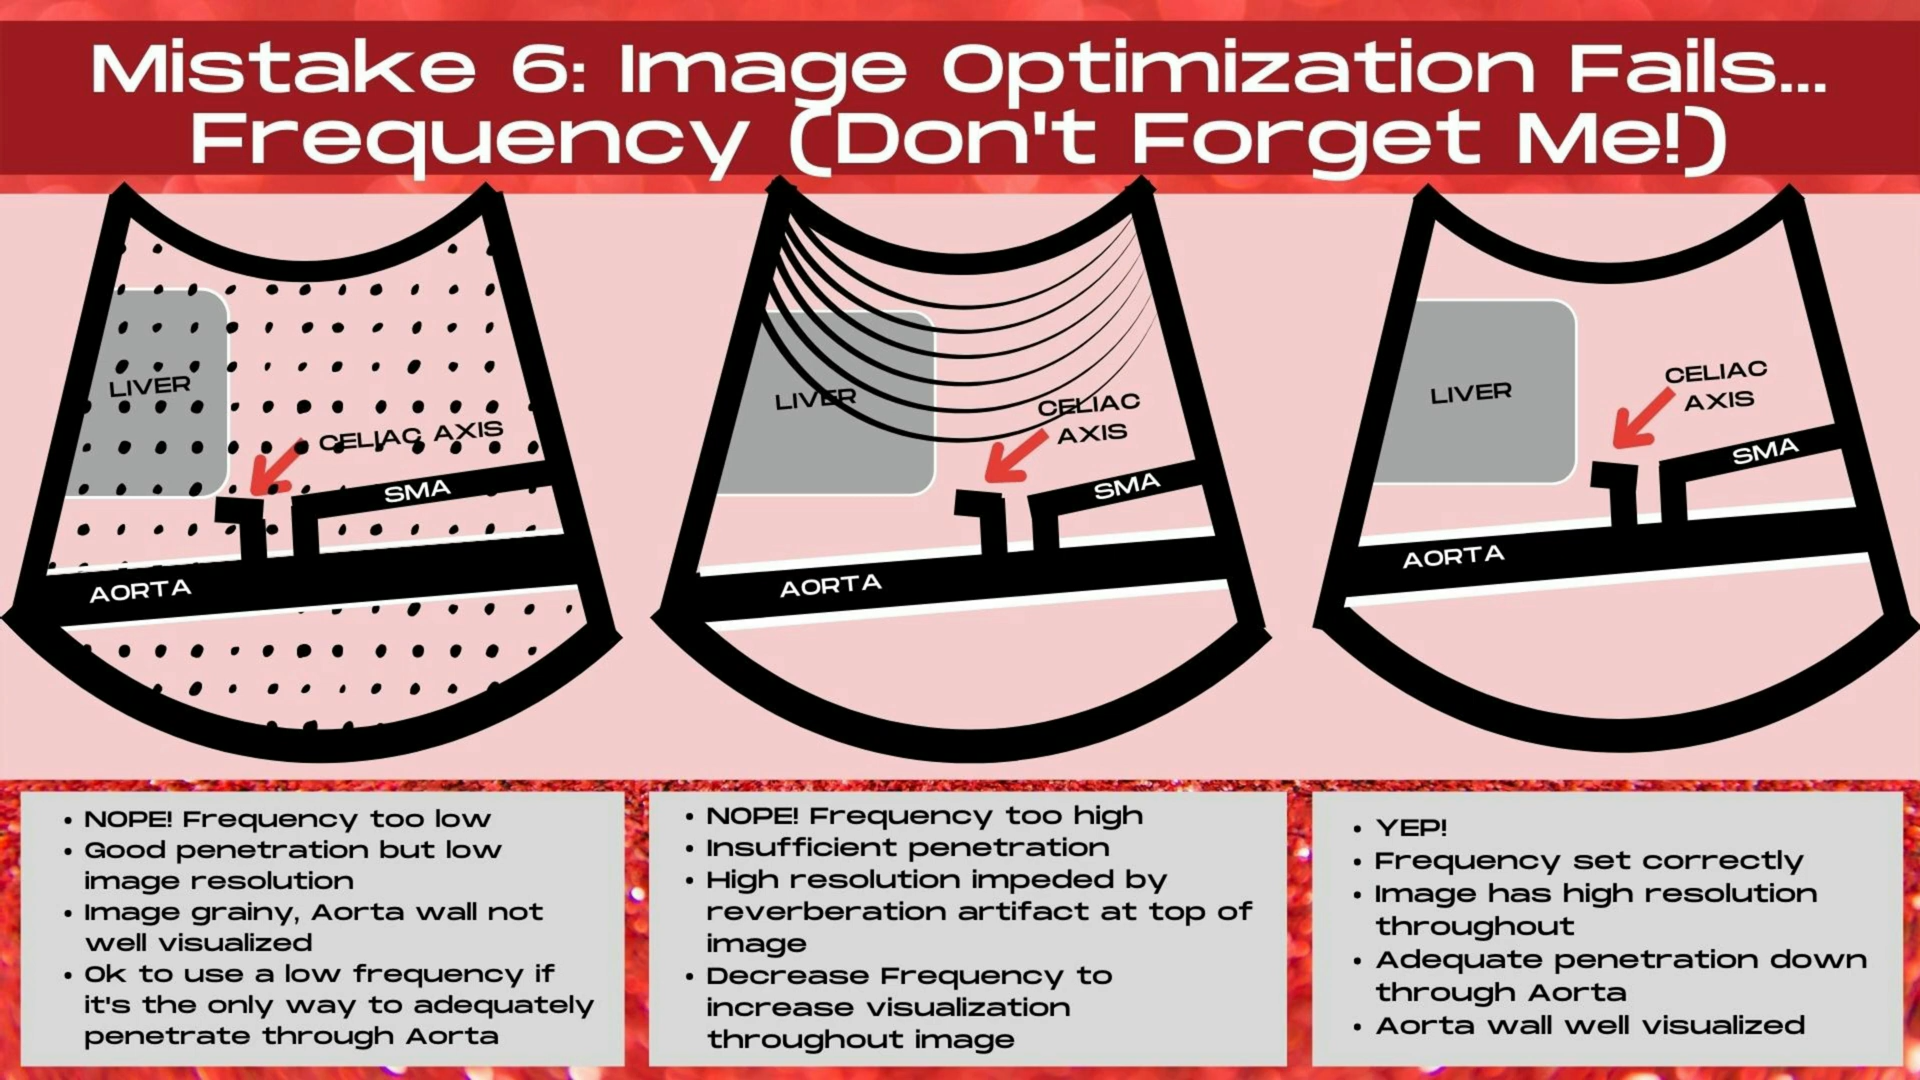 Mistake 6: Image Optimization Fails...
Frequency (Don't Forget Me!)
LIVER
CELIAC AXIS
SMA
AORTA
LIVER
CELIAC
AXIS
SMA
AORTA
LIVER
CELIAC
AXIS
SMA
AORTA
• NOPE! Frequency too low
• Good penetration but low
image resolution
• Image grainy, Aorta wall not
well visualized
• Ok to use a low frequency if
it's the only way to adequately
penetrate through Aorta
• NOPE! Frequency too high
• Insufficient penetration
• High resolution impeded by
reverberation artifact at top of
image
• Decrease Frequency to
increase visualization
throughout image
• YEP!
• Frequency set correctly
• Image has high resolution
throughout
• Adequate penetration down
through Aorta
• Aorta wall well visualized